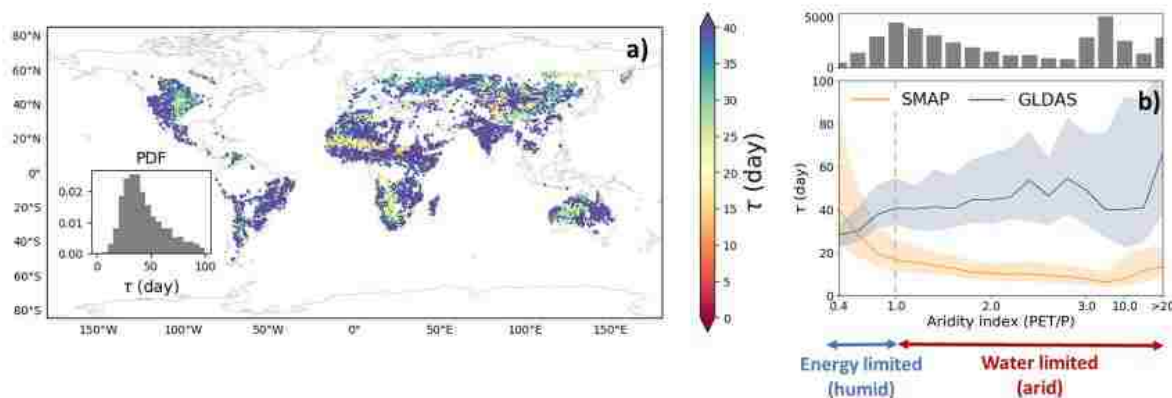 80°N
60°N
40°N
20°N
0°
20°S
40°S
60°S
80°S
150°W
100°W
50°W
0°
50°E
100°E
150°E
a)
PDF
0.02
0.01
0.00
0
50
100
τ (day)
40
35
30
25
20
15
10
5
0
τ (day)
5000
0
b)
SMAP
GLDAS
100
80
60
40
20
0
τ (day)
0.4
1.0
2.0
3.0
10.0
>20
Aridity index (PET/P)
Energy limited
(humid)
Water limited
(arid)